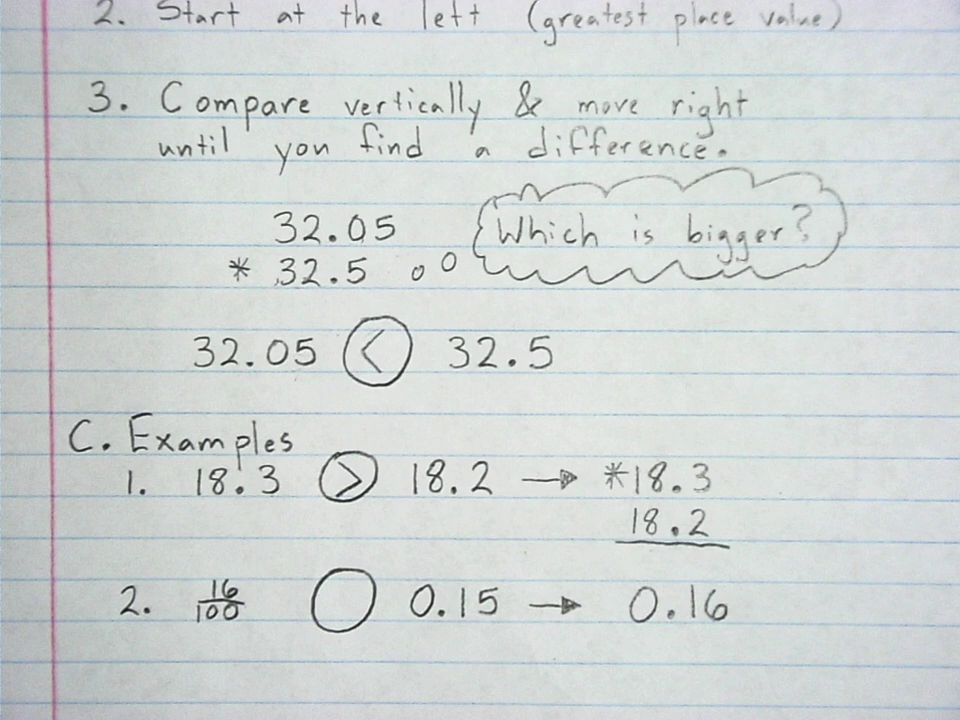 2. Start at the left (greatest place value)
3. Compare vertically & move right
until you find a difference.
32.05
* 32.5
Which is bigger?
32.05 < 32.5
C. Examples
1. 18.3 > 18.2 → *18.3
18.2
2. 16/100 ◯ 0.15 → 0.16